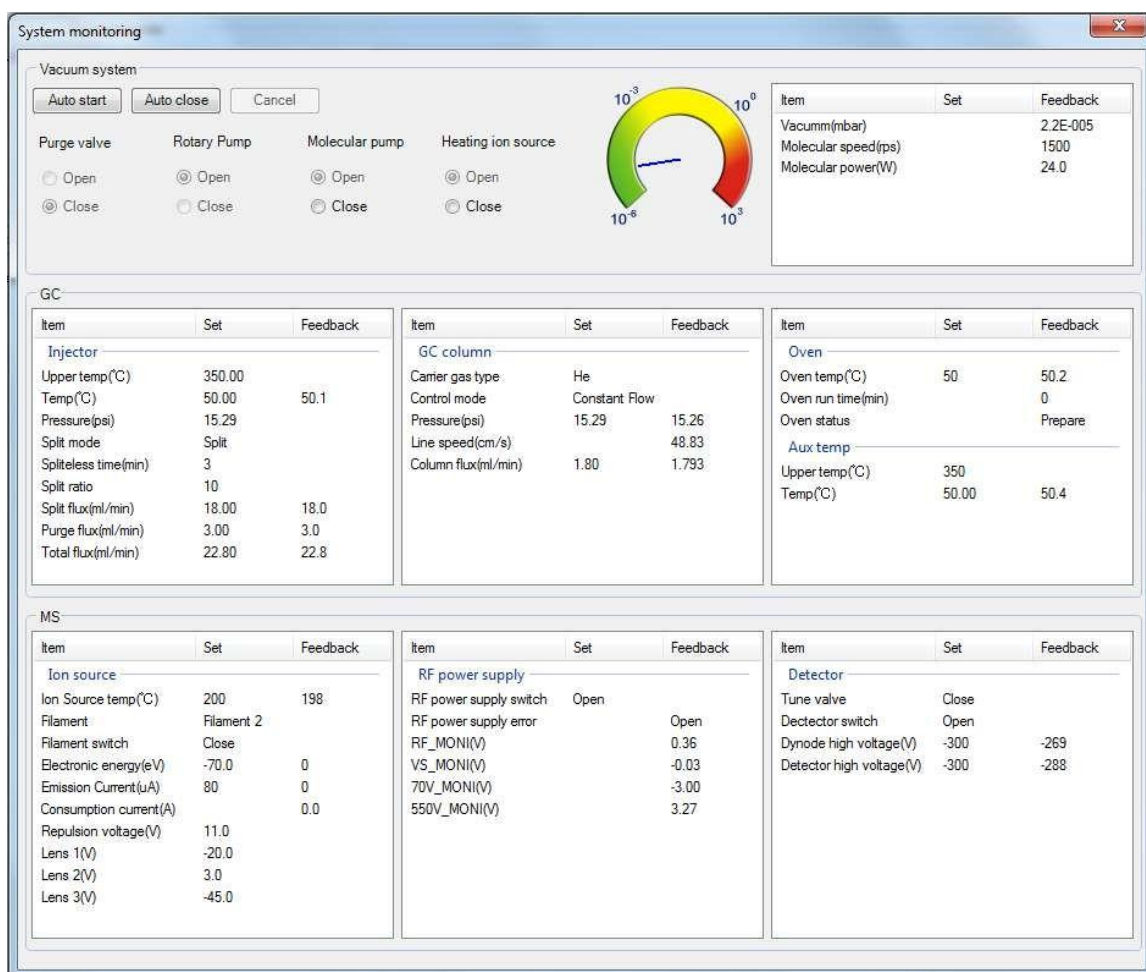 System monitoring
Vacuum system
Auto start Auto close Cancel
Purge valve Rotary Pump Molecular pump Heating ion source
Open Open Open Open
Close Close Close Close
10-3 100
10-6 103
Item Set Feedback
Vacumm(mbar) 2.2E-005
Molecular speed(rps) 1500
Molecular power(W) 24.0
GC
Item Set Feedback
Injector
Upper temp(℃) 350.00
Temp(℃) 50.00 50.1
Pressure(psi) 15.29
Split mode Split
Spliteless time(min) 3
Split ratio 10
Split flux(ml/min) 18.00 18.0
Purge flux(ml/min) 3.00 3.0
Total flux(ml/min) 22.80 22.8
Item Set Feedback
GC column
Carrier gas type He
Control mode Constant Flow
Pressure(psi) 15.29 15.26
Line speed(cm/s) 48.83
Column flux(ml/min) 1.80 1.793
Item Set Feedback
Oven
Oven temp(℃) 50 50.2
Oven run time(min) 0
Oven status Prepare
Aux temp
Upper temp(℃) 350
Temp(℃) 50.00 50.4
MS
Item Set Feedback
Ion source
Ion Source temp(℃) 200 198
Filament Filament 2
Filament switch Close
Electronic energy(eV) -70.0 0
Emission Current(uA) 80 0
Consumption current(A) 0.0
Repulsion voltage(V) 11.0
Lens 1(V) -20.0
Lens 2(V) 3.0
Lens 3(V) -45.0
Item Set Feedback
RF power supply
RF power supply switch Open
RF power supply error Open
RF_MONI(V) 0.36
VS_MONI(V) -0.03
70V_MONI(V) -3.00
550V_MONI(V) 3.27
Item Set Feedback
Detector
Tune valve Close
Dectector switch Open
Dynode high voltage(V) -300 -269
Detector high voltage(V) -300 -288